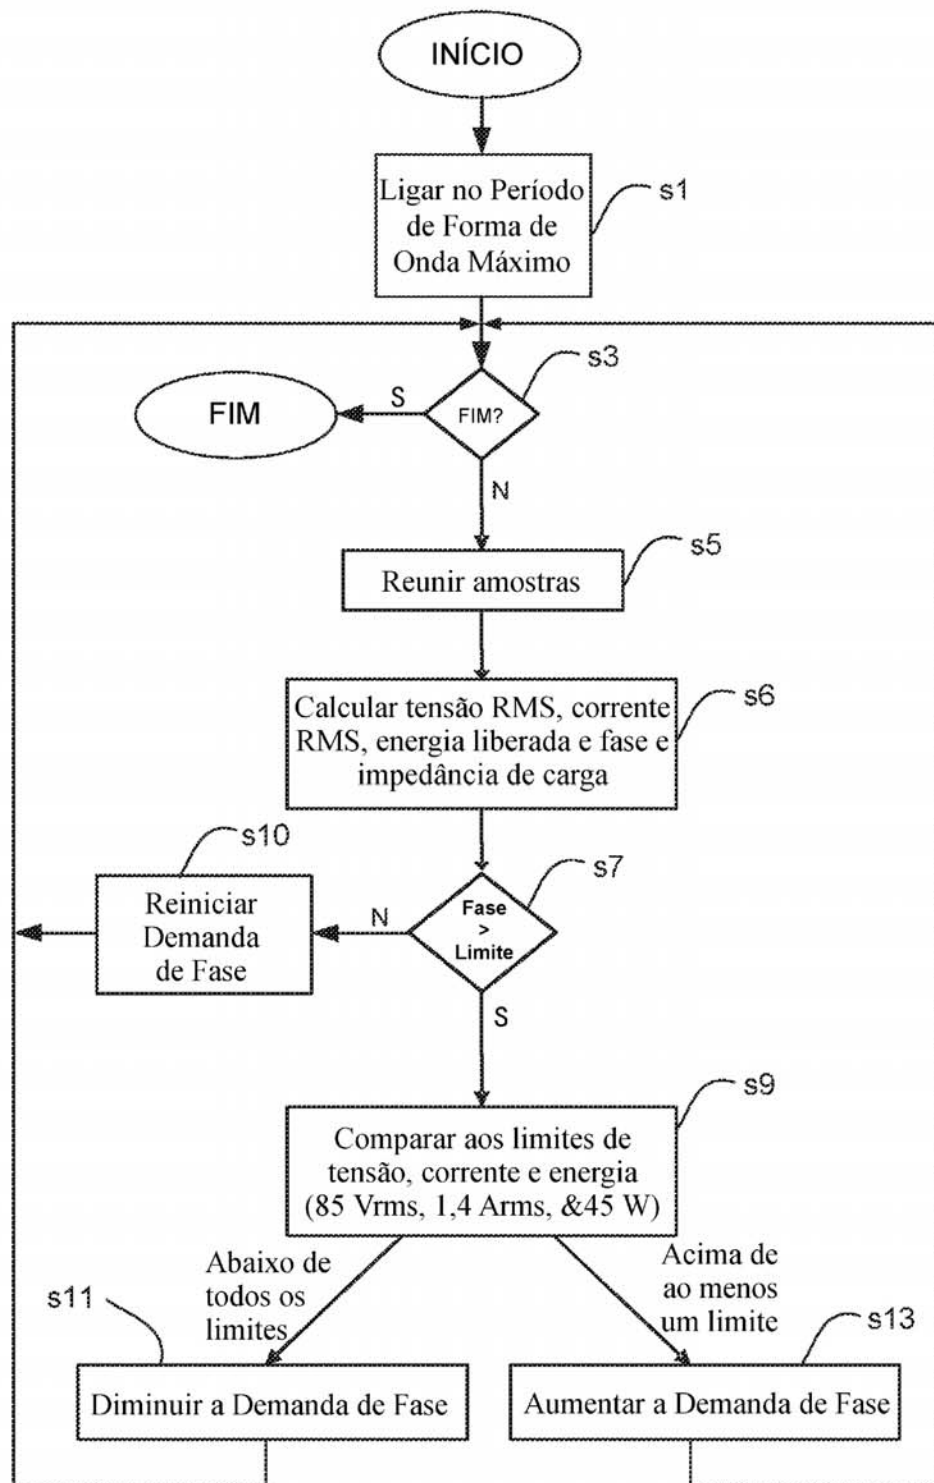 INÍCIO
Ligar no Período
de Forma de
Onda Máximo
s1
s3
FIM
S
FIM?
N
s5
Reunir amostras
s6
Calcular tensão RMS, corrente
RMS, energia liberada e fase e
impedância de carga
s10
s7
Reiniciar
Demanda
de Fase
N
Fase
>
Limite
S
s9
Comparar aos limites de
tensão, corrente e energia
(85 Vrms, 1,4 Arms, &45 W)
Abaixo de
todos os
limites
Acima de
ao menos
um limite
s11
s13
Diminuir a Demanda de Fase
Aumentar a Demanda de Fase